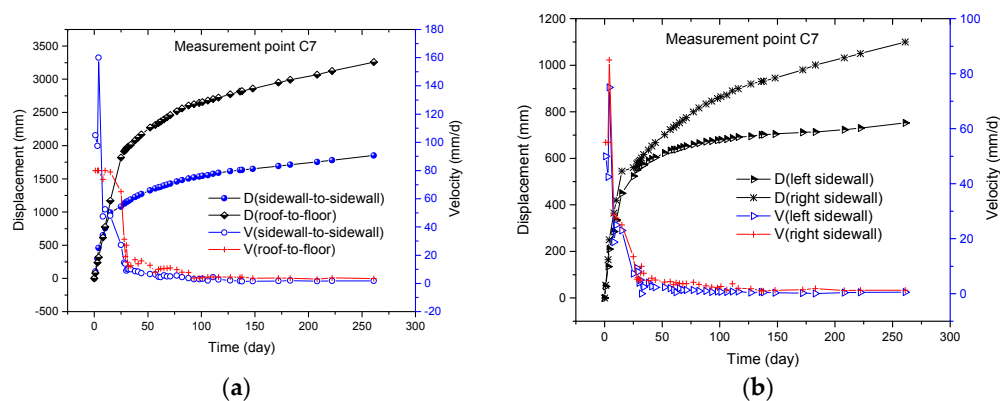 Measurement point C7
Displacement (mm)
3500
3000
2500
2000
1500
1000
500
0
-500
180
160
140
120
100
80
60
40
20
0
-20
Velocity (mm/d)
D(sidewall-to-sidewall)
D(roof-to-floor)
V(sidewall-to-sidewall)
V(roof-to-floor)
0 50 100 150 200 250 300
Time (day)
(a)
Measurement point C7
Displacement (mm)
1200
1000
800
600
400
200
0
100
80
60
40
20
0
Velocity (mm/d)
D(left sidewall)
D(right sidewall)
V(left sidewall)
V(right sidewall)
-50 0 50 100 150 200 250 300
Time (day)
(b)